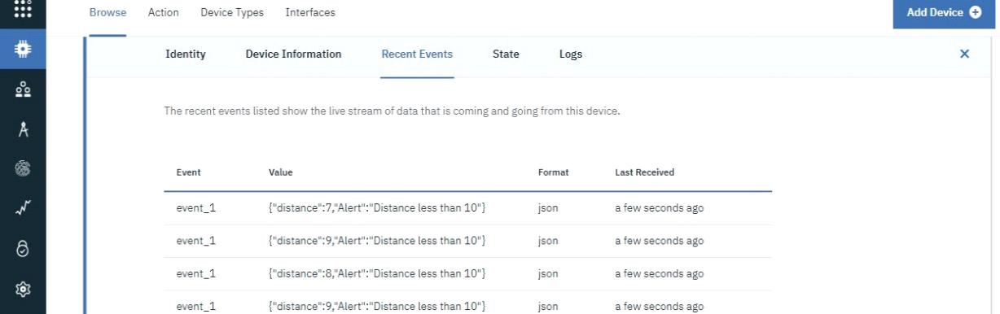 Browse Action Device Types Interfaces Add Device
Identity Device Information Recent Events State Logs
The recent events listed show the live stream of data that is coming and going from this device.
Event Value Format Last Received
event_1 {"distance":7,"Alert":"Distance less than 10"} json a few seconds ago
event_1 {"distance":9,"Alert":"Distance less than 10"} json a few seconds ago
event_1 {"distance":8,"Alert":"Distance less than 10"} json a few seconds ago
event_1 {"distance":9,"Alert":"Distance less than 10"} json a few seconds ago